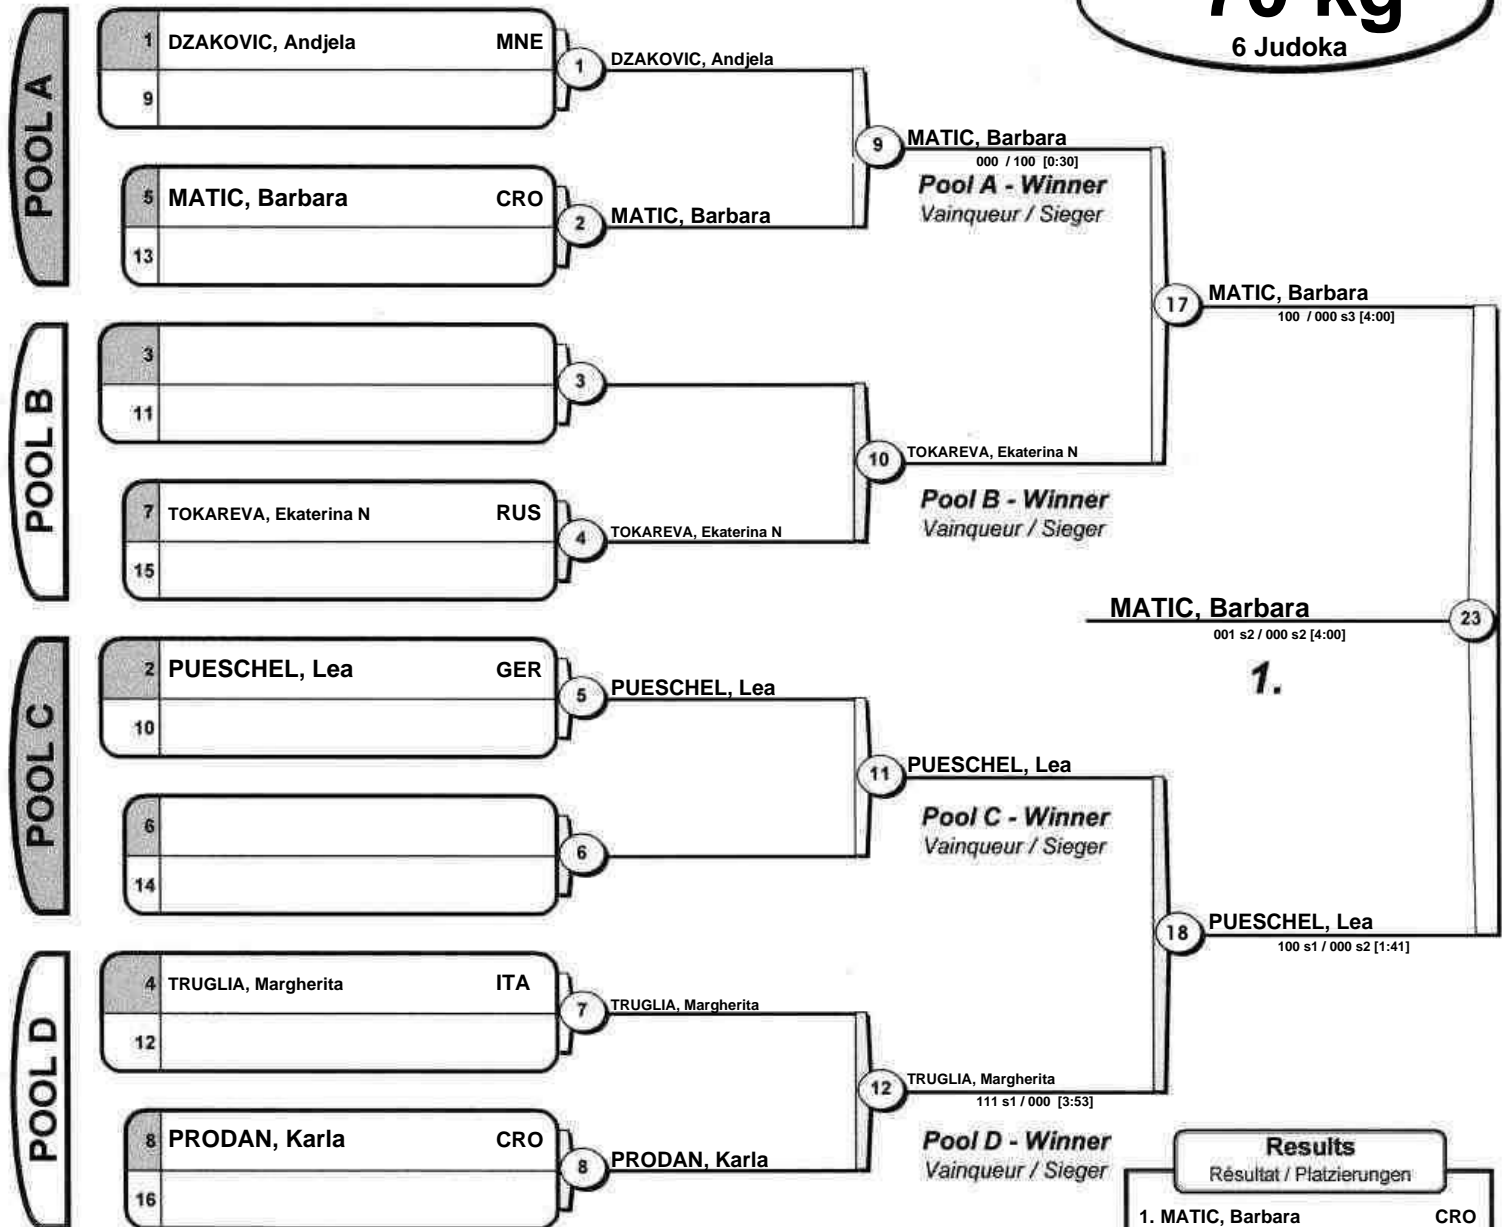 70 kg
6 Judoka
POOL A
1 DZAKOVIC, Andjela MNE
9
1 DZAKOVIC, Andjela
5 MATIC, Barbara CRO
13
2 MATIC, Barbara
9 MATIC, Barbara
000 / 100 [0:30]
Pool A - Winner
Vainqueur / Sieger
17 MATIC, Barbara
100 / 000 s3 [4:00]
POOL B
3
11
3
7 TOKAREVA, Ekaterina N RUS
15
4 TOKAREVA, Ekaterina N
10 TOKAREVA, Ekaterina N
Pool B - Winner
Vainqueur / Sieger
MATIC, Barbara 23
001 s2 / 000 s2 [4:00]
1.
POOL C
2 PUESCHEL, Lea GER
10
5 PUESCHEL, Lea
6
14
6
11 PUESCHEL, Lea
Pool C - Winner
Vainqueur / Sieger
18 PUESCHEL, Lea
100 s1 / 000 s2 [1:41]
POOL D
4 TRUGLIA, Margherita ITA
12
7 TRUGLIA, Margherita
8 PRODAN, Karla CRO
16
8 PRODAN, Karla
12 TRUGLIA, Margherita
111 s1 / 000 [3:53]
Pool D - Winner
Vainqueur / Sieger
Results
Résultat / Platzierungen
1. MATIC, Barbara CRO